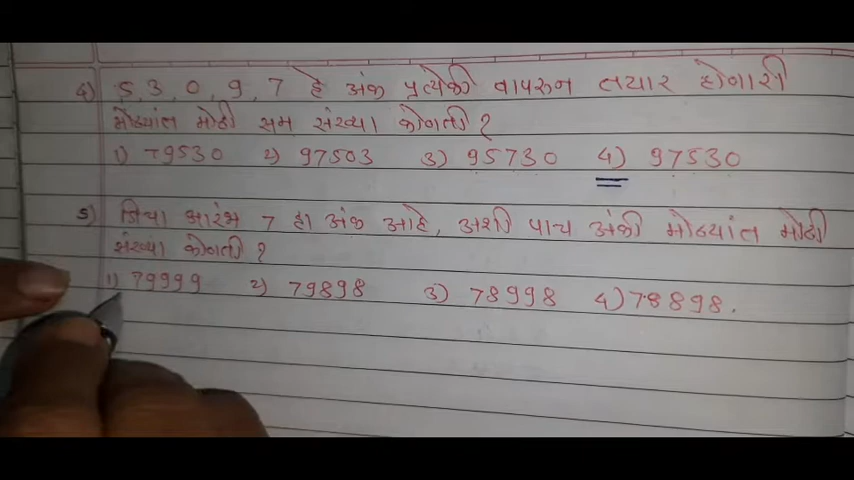 ४) 5, 3, 0, 9, 7 हे अंक प्रत्येकी वापरून तयार होणारी
मोठ्यांत मोठी सम संख्या कोणती?
1) 79530 2) 97503 3) 95730 4) 97530
5) जिचा आरंभ 7 हा अंक आहे, अशी पाच अंकी मोठ्यांत मोठी
संख्या कोणती?
1) 79999 2) 79898 3) 78998 4) 78898.